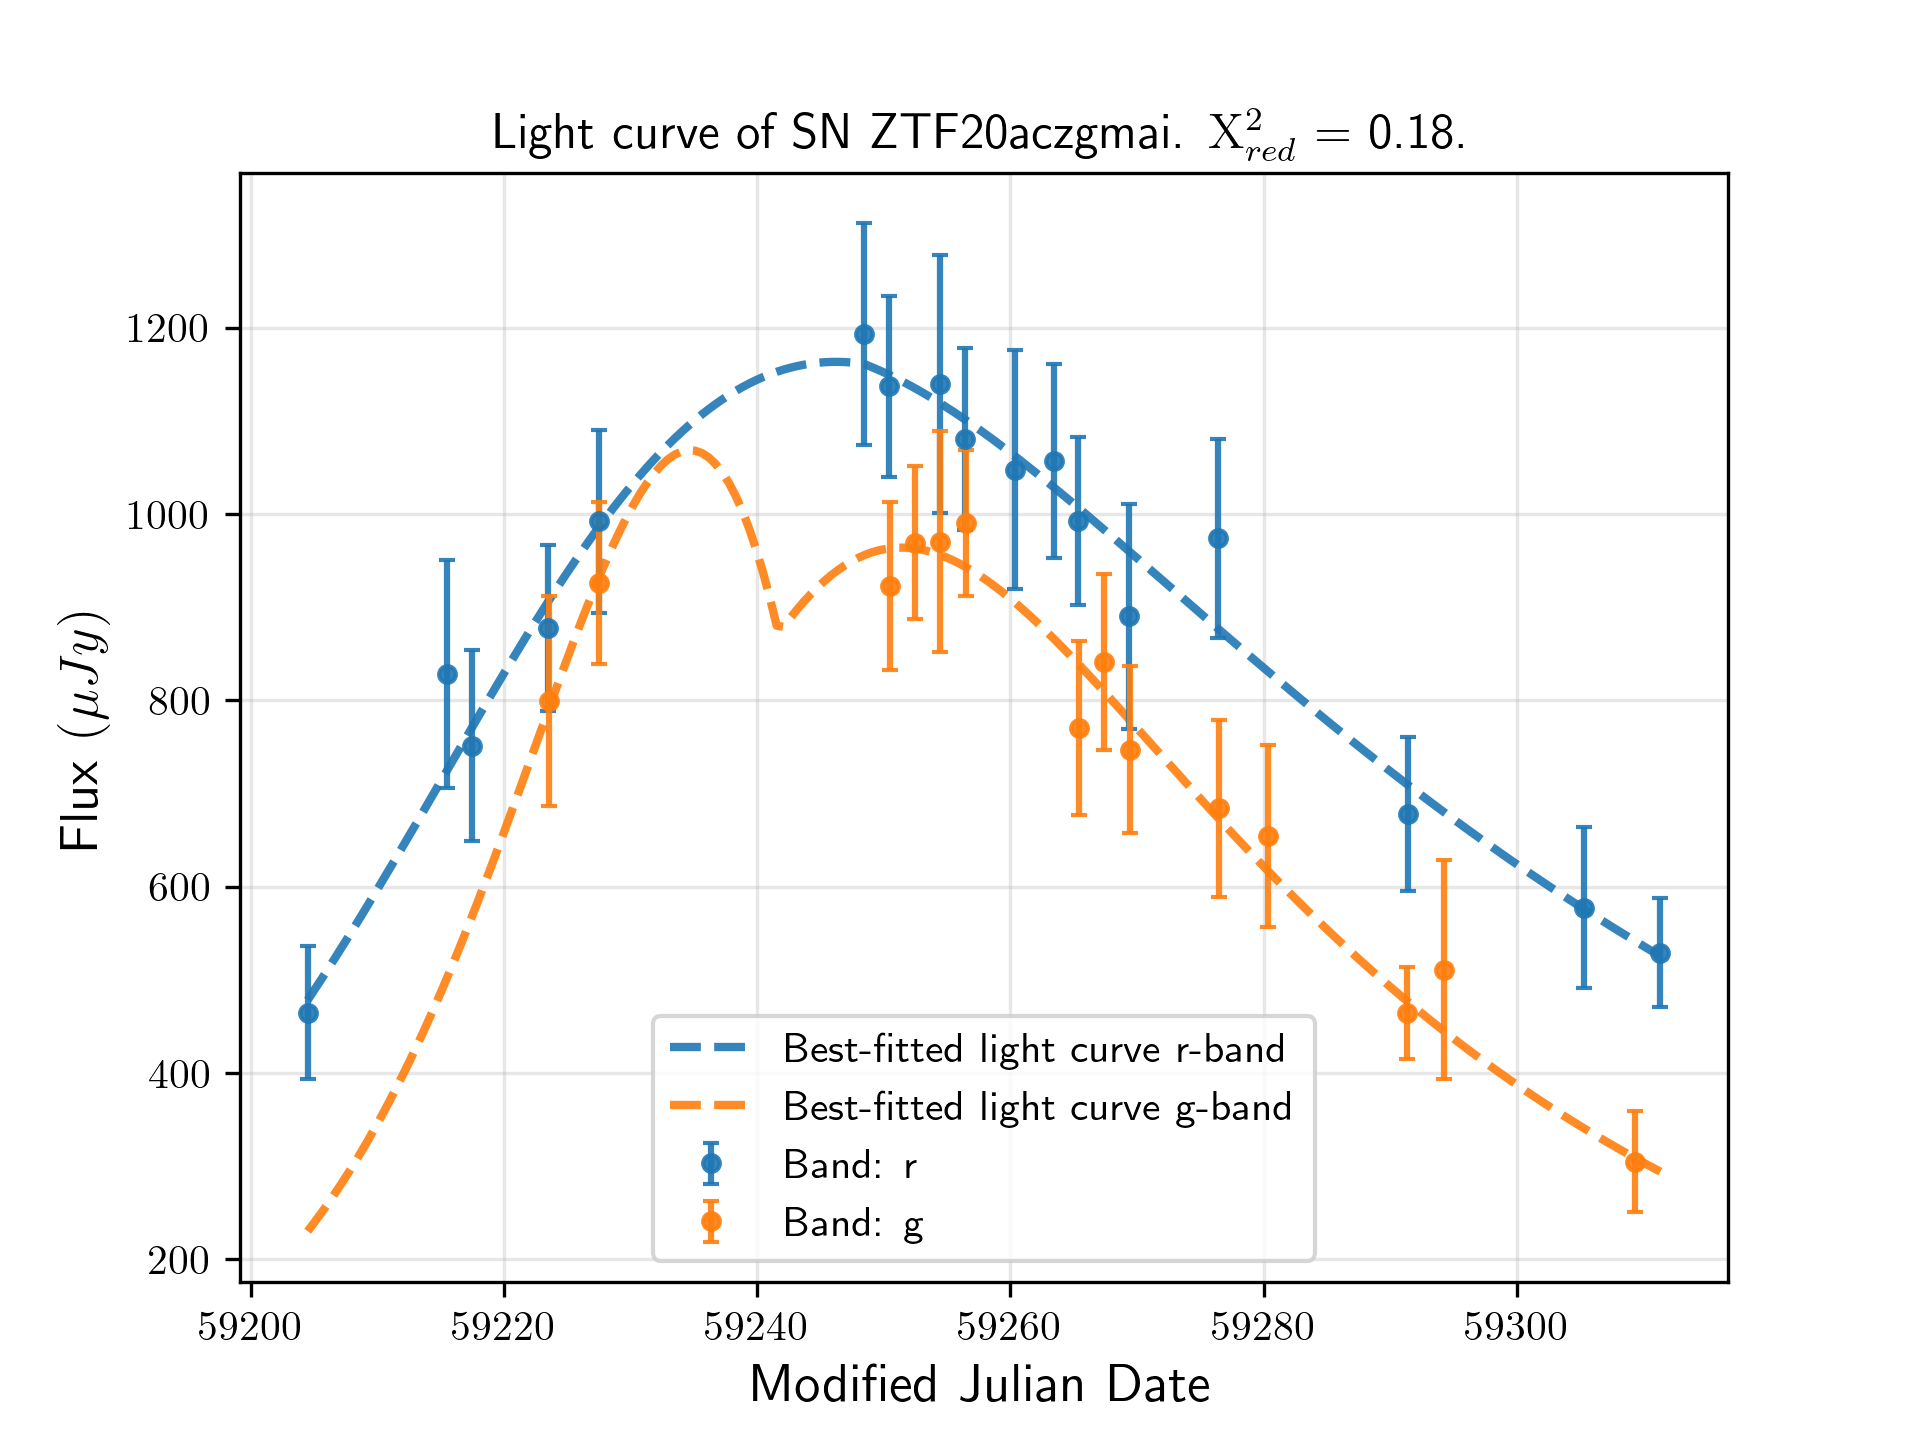 Light curve of SN ZTF20aczgmai. X²red = 0.18.
Flux (μJy)
1200
1000
800
600
400
200
Best-fitted light curve r-band
Best-fitted light curve g-band
Band: r
Band: g
59200 59220 59240 59260 59280 59300
Modified Julian Date